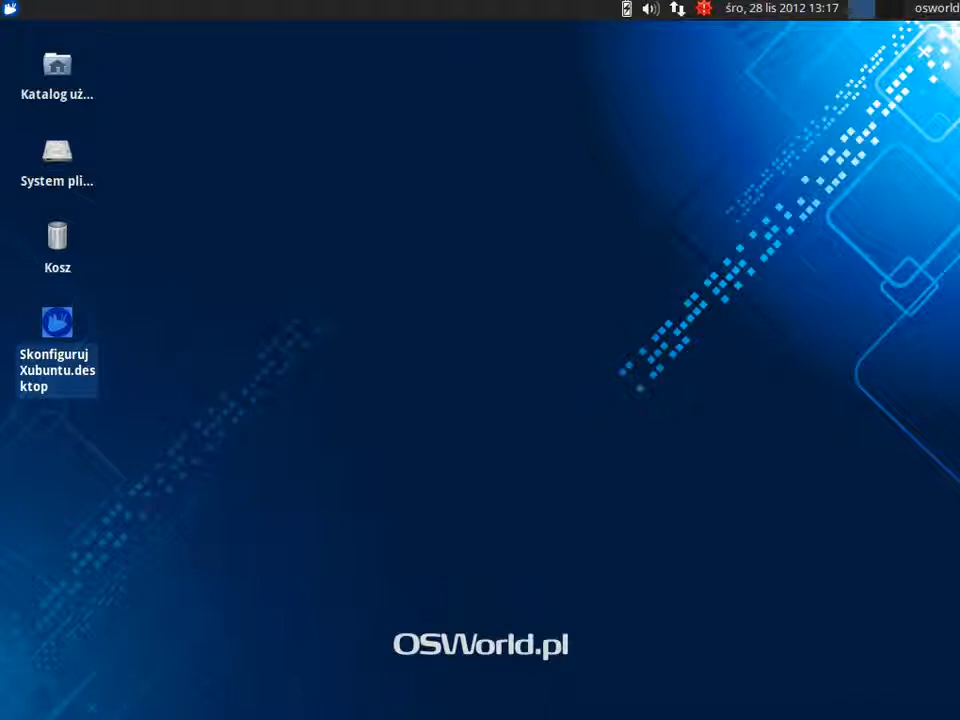 śro, 28 lis 2012 13:17
osworld
Katalog uż...
System pli...
Kosz
Skonfiguruj
Xubuntu.des
ktop
OSWorld.pl